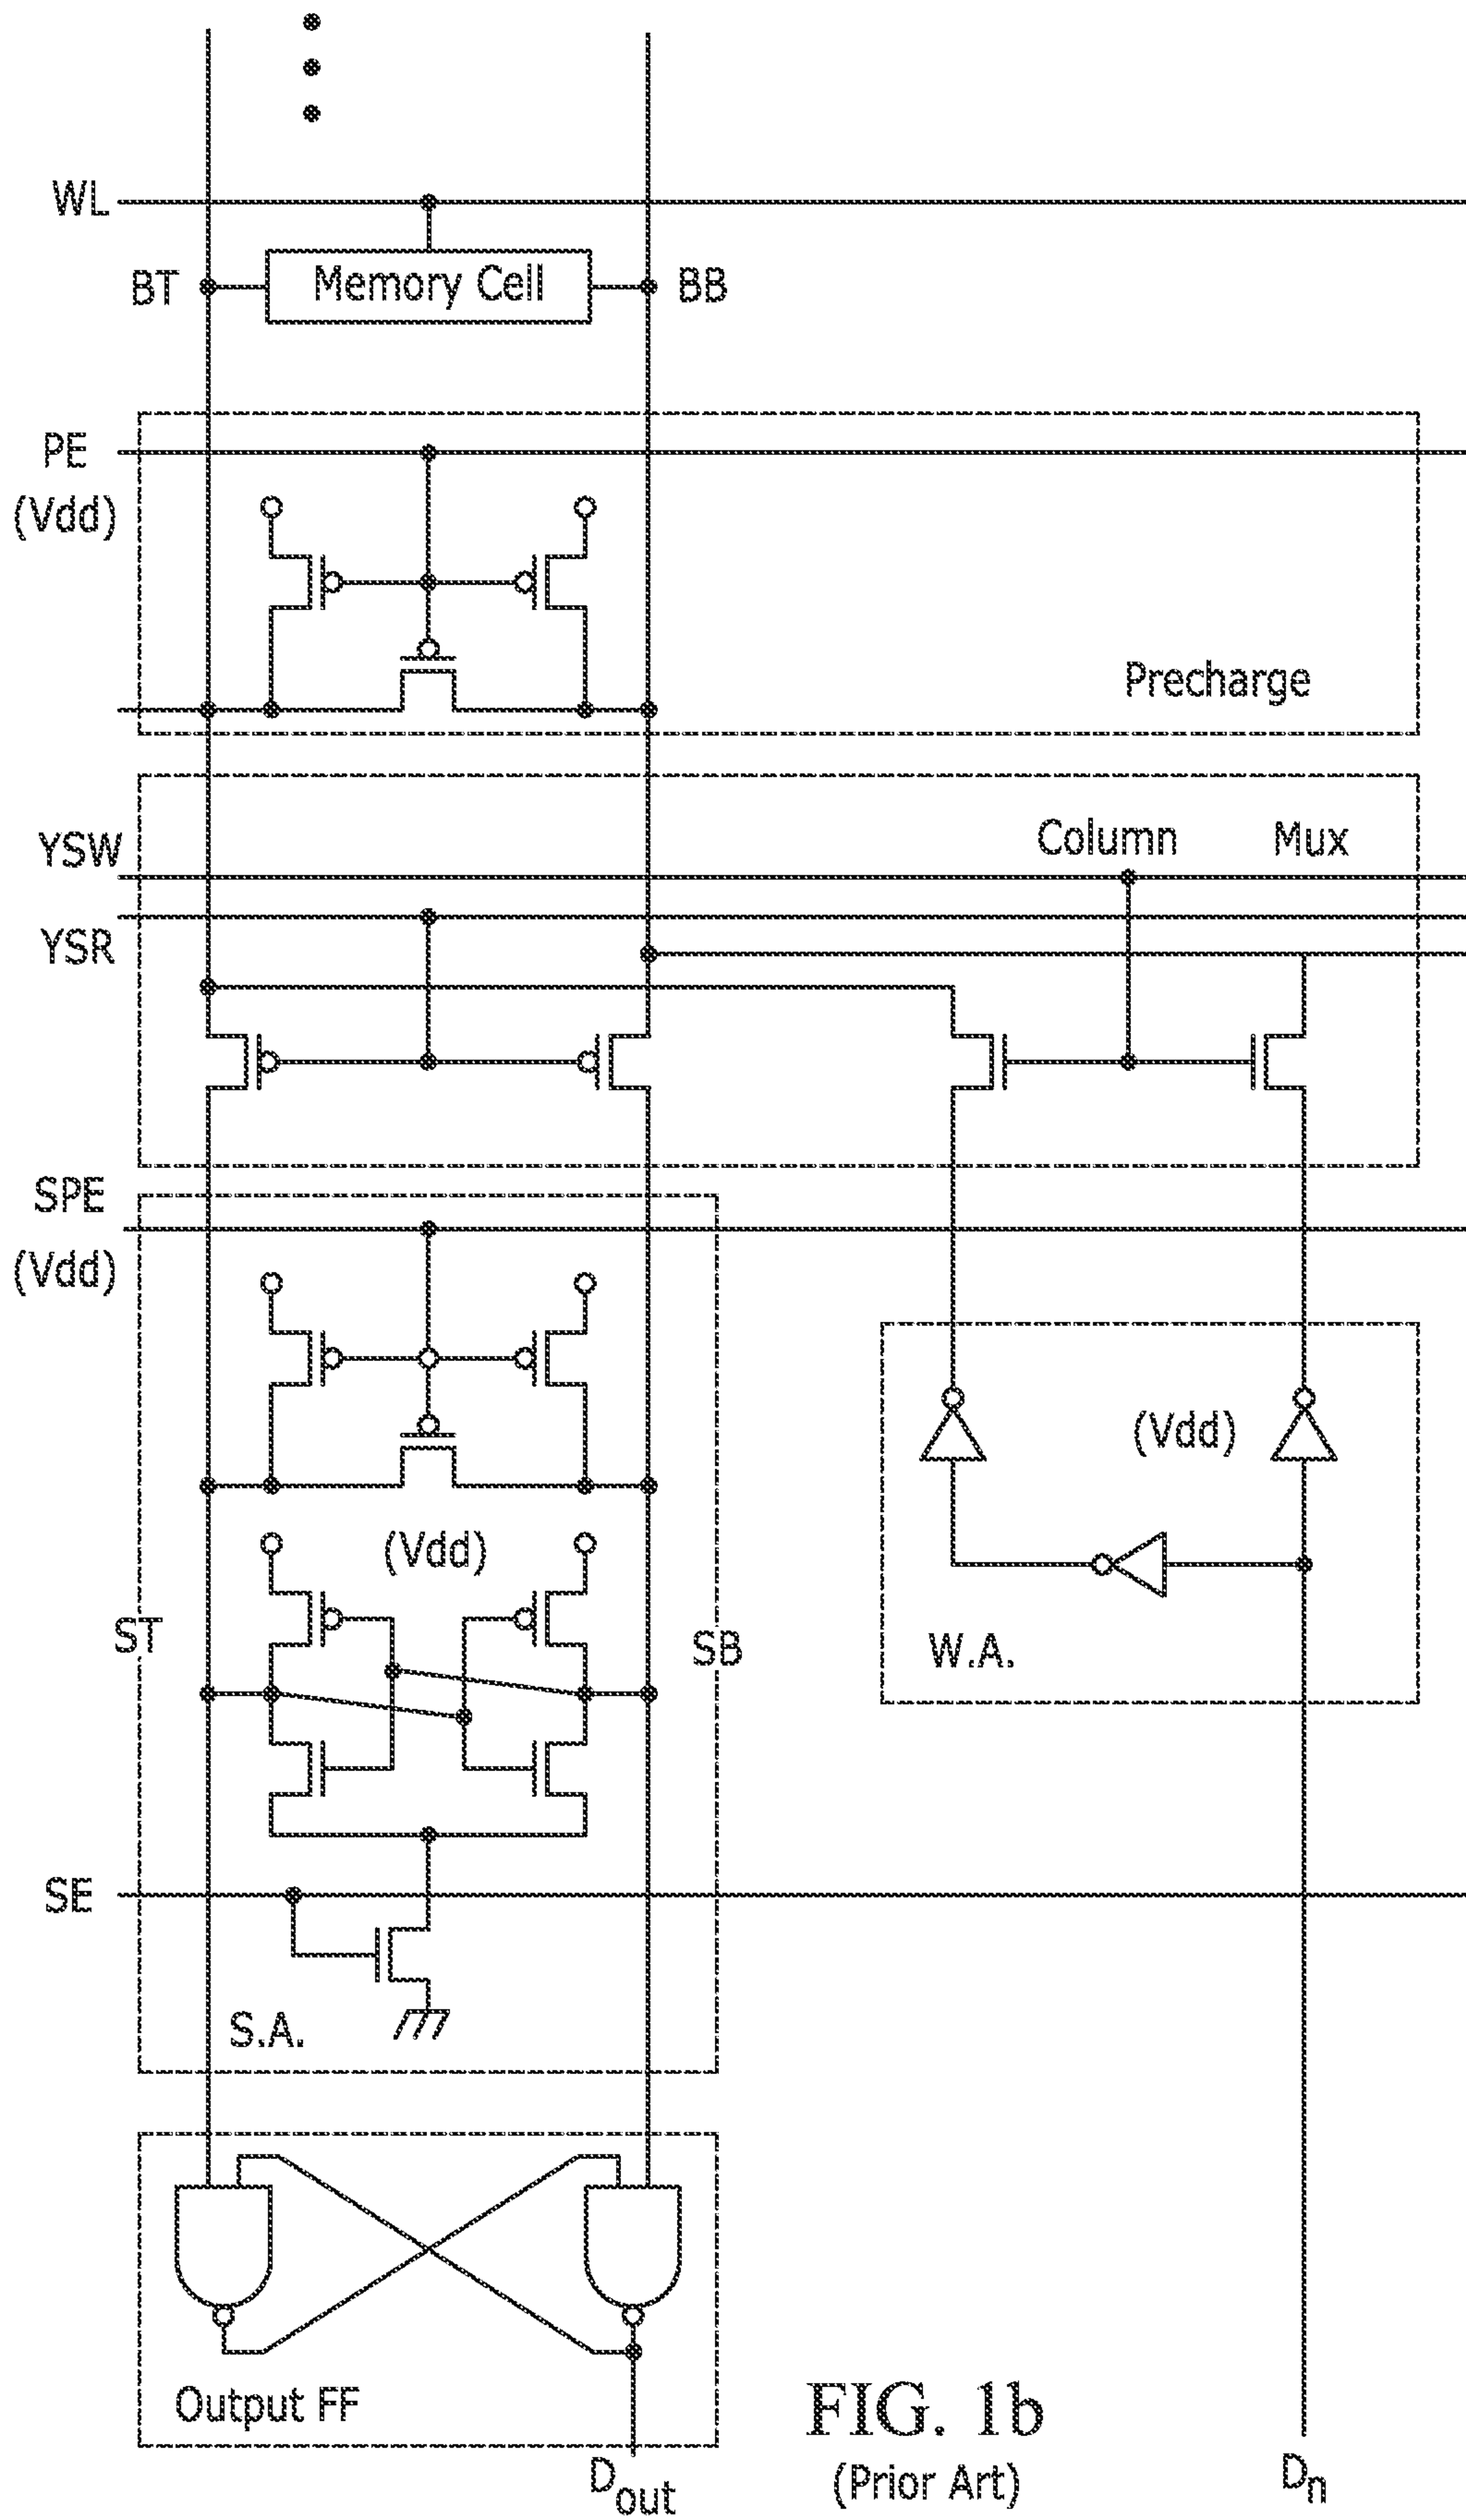 WL
BT
Memory Cell
BB
PE
(Vdd)
Precharge
YSW
Column Mux
YSR
SPE
(Vdd)
(Vdd)
(Vdd)
ST
SB
W.A.
SE
S.A.
Output FF
FIG. 1b
(Prior Art)
Dout
Dn